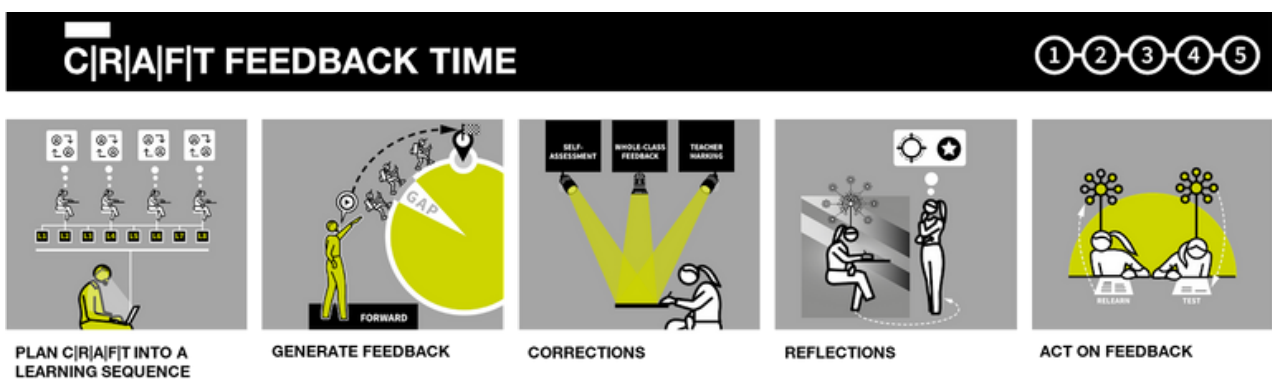 C|R|A|F|T FEEDBACK TIME
1 2 3 4 5
L1 L2 L3 L4 L5 L6 L7 L8
PLAN C|R|A|F|T INTO A
LEARNING SEQUENCE
GAP
FORWARD
GENERATE FEEDBACK
SELF-
ASSESSMENT
WHOLE-CLASS
FEEDBACK
TEACHER
MARKING
CORRECTIONS
REFLECTIONS
RELEARN
TEST
ACT ON FEEDBACK